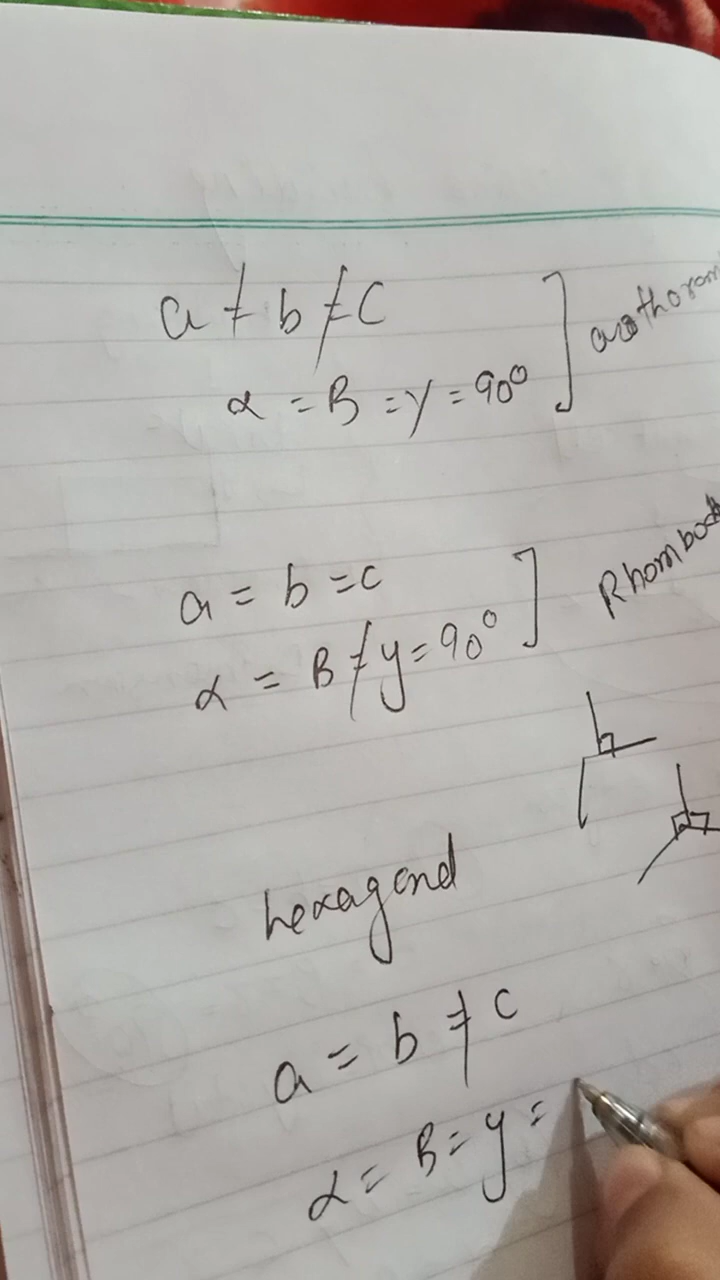 a ≠ b ≠ c
α = B = γ = 90°
a = b = c
α = B ≠ y = 90°
hexagonal
a = b ≠ c
α = B = y =